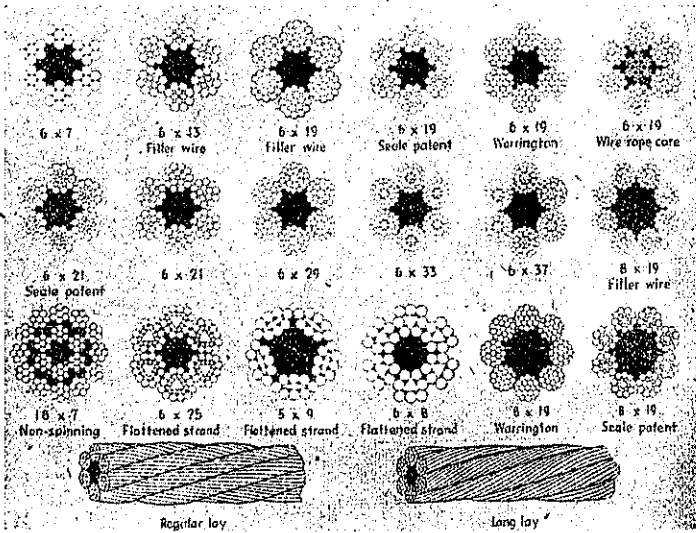 6 x 7
6 x 13
Filler wire
6 x 19
Filler wire
6 x 19
Seale patent
6 x 19
Warrington
6 x 19
Wire rope core
6 x 21
Seale patent
6 x 21
6 x 29
6 x 33
6 x 37
8 x 19
Filler wire
18 x 7
Non-spinning
6 x 25
Flattened strand
5 x 9
Flattened strand
6 x 8
Flattened strand
8 x 19
Warrington
8 x 19
Seale patent
Regular lay
Lang lay